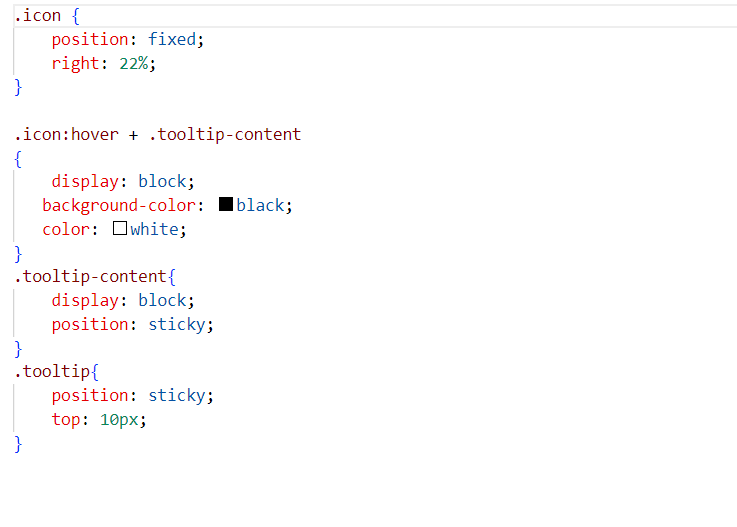 .icon {
    position: fixed;
    right: 22%;
}

.icon:hover + .tooltip-content
{
    display: block;
   background-color: black;
   color: white;
}
.tooltip-content{
    display: block;
    position: sticky;
}
.tooltip{
    position: sticky;
    top: 10px;
}